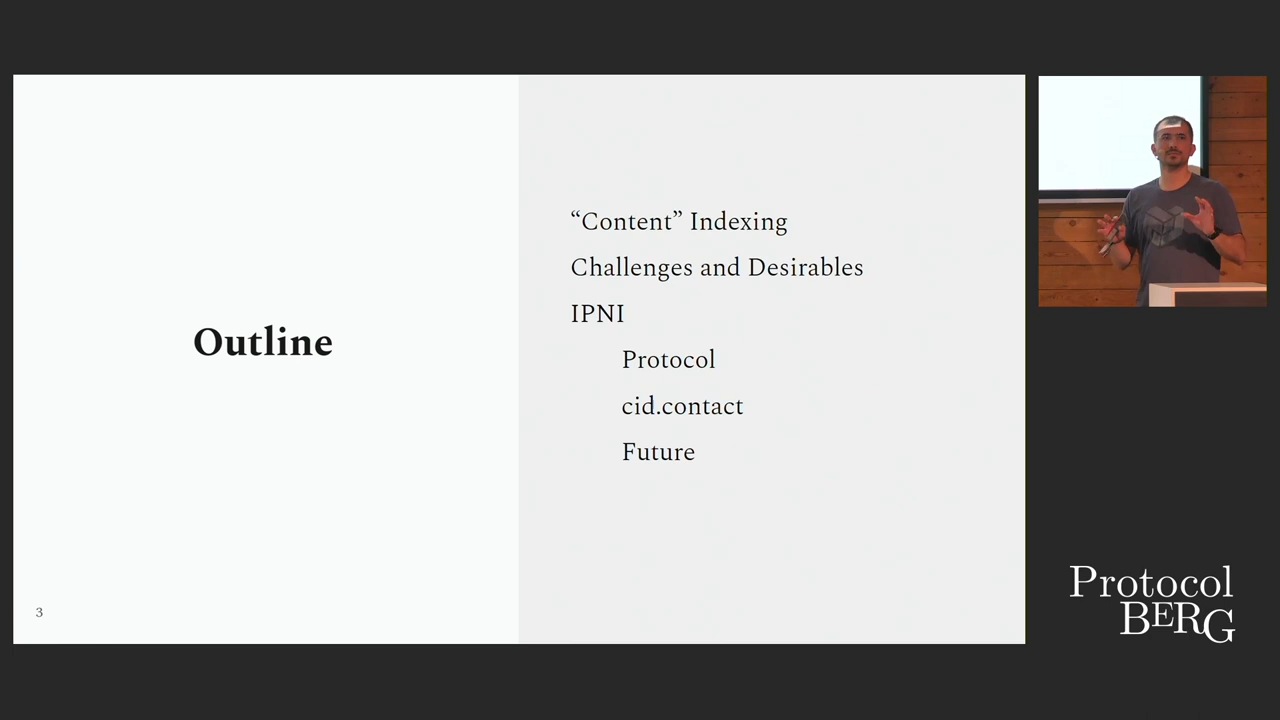 Outline
“Content” Indexing
Challenges and Desirables
IPNI
Protocol
cid.contact
Future
3
Protocol
BERG